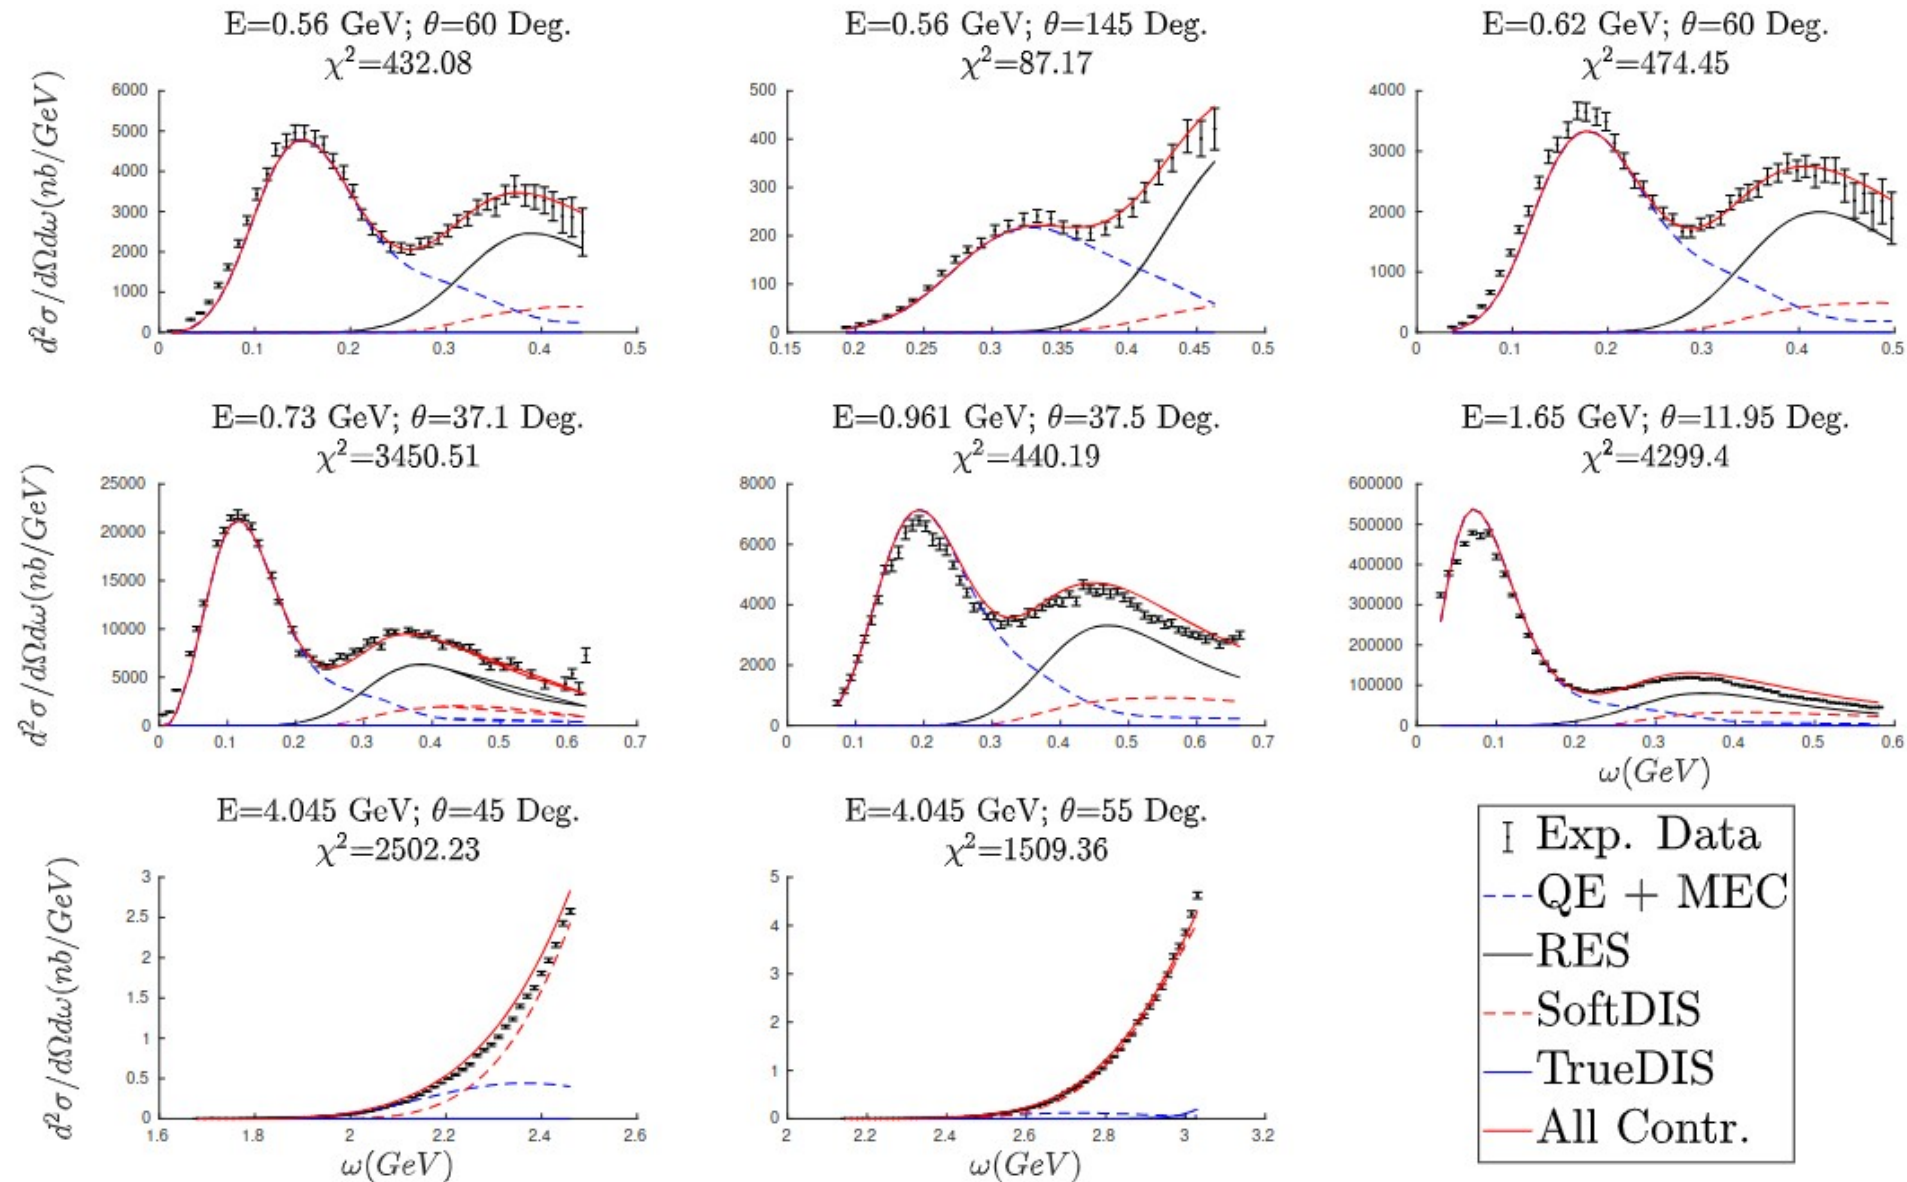 E=0.56 GeV; θ=60 Deg.
χ²=432.08
E=0.56 GeV; θ=145 Deg.
χ²=87.17
E=0.62 GeV; θ=60 Deg.
χ²=474.45
d²σ/dΩdω(nb/GeV)
6000
5000
4000
3000
2000
1000
0
0 0.1 0.2 0.3 0.4 0.5
500
400
300
200
100
0
0.15 0.2 0.25 0.3 0.35 0.4 0.45 0.5
4000
3000
2000
1000
0
0 0.1 0.2 0.3 0.4 0.5
E=0.73 GeV; θ=37.1 Deg.
χ²=3450.51
E=0.961 GeV; θ=37.5 Deg.
χ²=440.19
E=1.65 GeV; θ=11.95 Deg.
χ²=4299.4
d²σ/dΩdω(nb/GeV)
25000
20000
15000
10000
5000
0
0 0.1 0.2 0.3 0.4 0.5 0.6 0.7
8000
6000
4000
2000
0
0 0.1 0.2 0.3 0.4 0.5 0.6 0.7
600000
500000
400000
300000
200000
100000
0
0 0.1 0.2 0.3 0.4 0.5 0.6
ω(GeV)
E=4.045 GeV; θ=45 Deg.
χ²=2502.23
E=4.045 GeV; θ=55 Deg.
χ²=1509.36
d²σ/dΩdω(nb/GeV)
3
2.5
2
1.5
1
0.5
0
1.6 1.8 2 2.2 2.4 2.6
ω(GeV)
5
4
3
2
1
0
2 2.2 2.4 2.6 2.8 3 3.2
ω(GeV)
Exp. Data
QE + MEC
RES
SoftDIS
TrueDIS
All Contr.